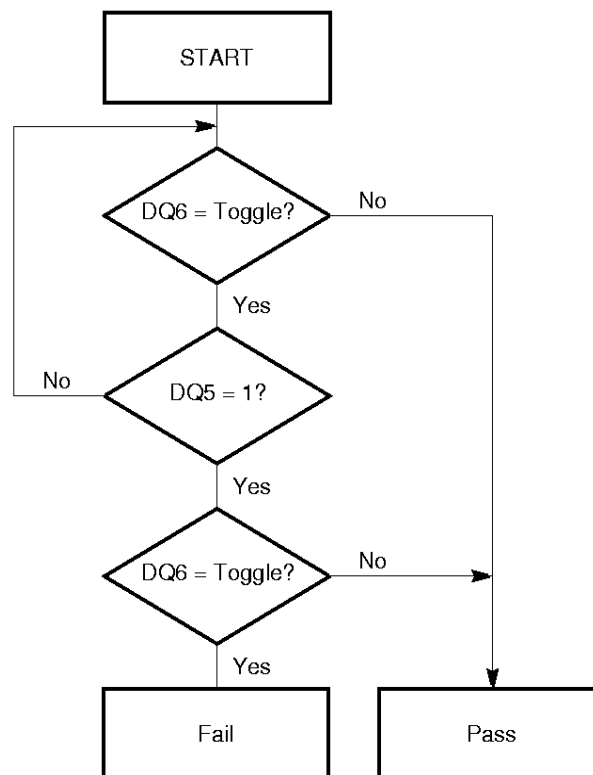 START
DQ6 = Toggle?
No
Yes
No
DQ5 = 1?
Yes
DQ6 = Toggle?
No
Yes
Fail
Pass